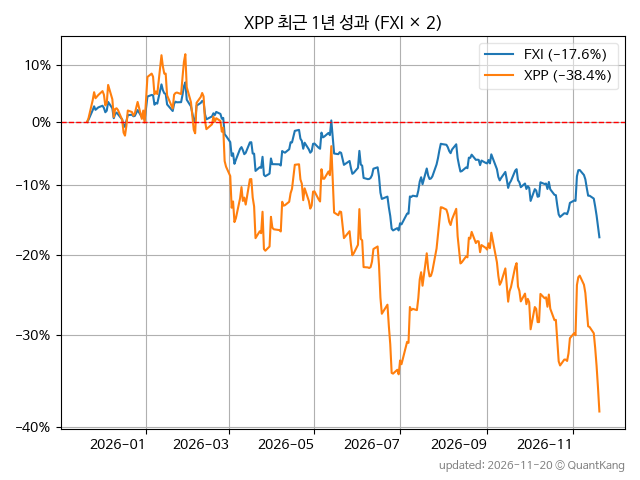 XPP 최근 1년 성과 (FXI × 2)
FXI (−17.6%)
XPP (−38.4%)
10%
0%
−10%
−20%
−30%
−40%
2026-01 2026-03 2026-05 2026-07 2026-09 2026-11
updated: 2026-11-20 © QuantKang